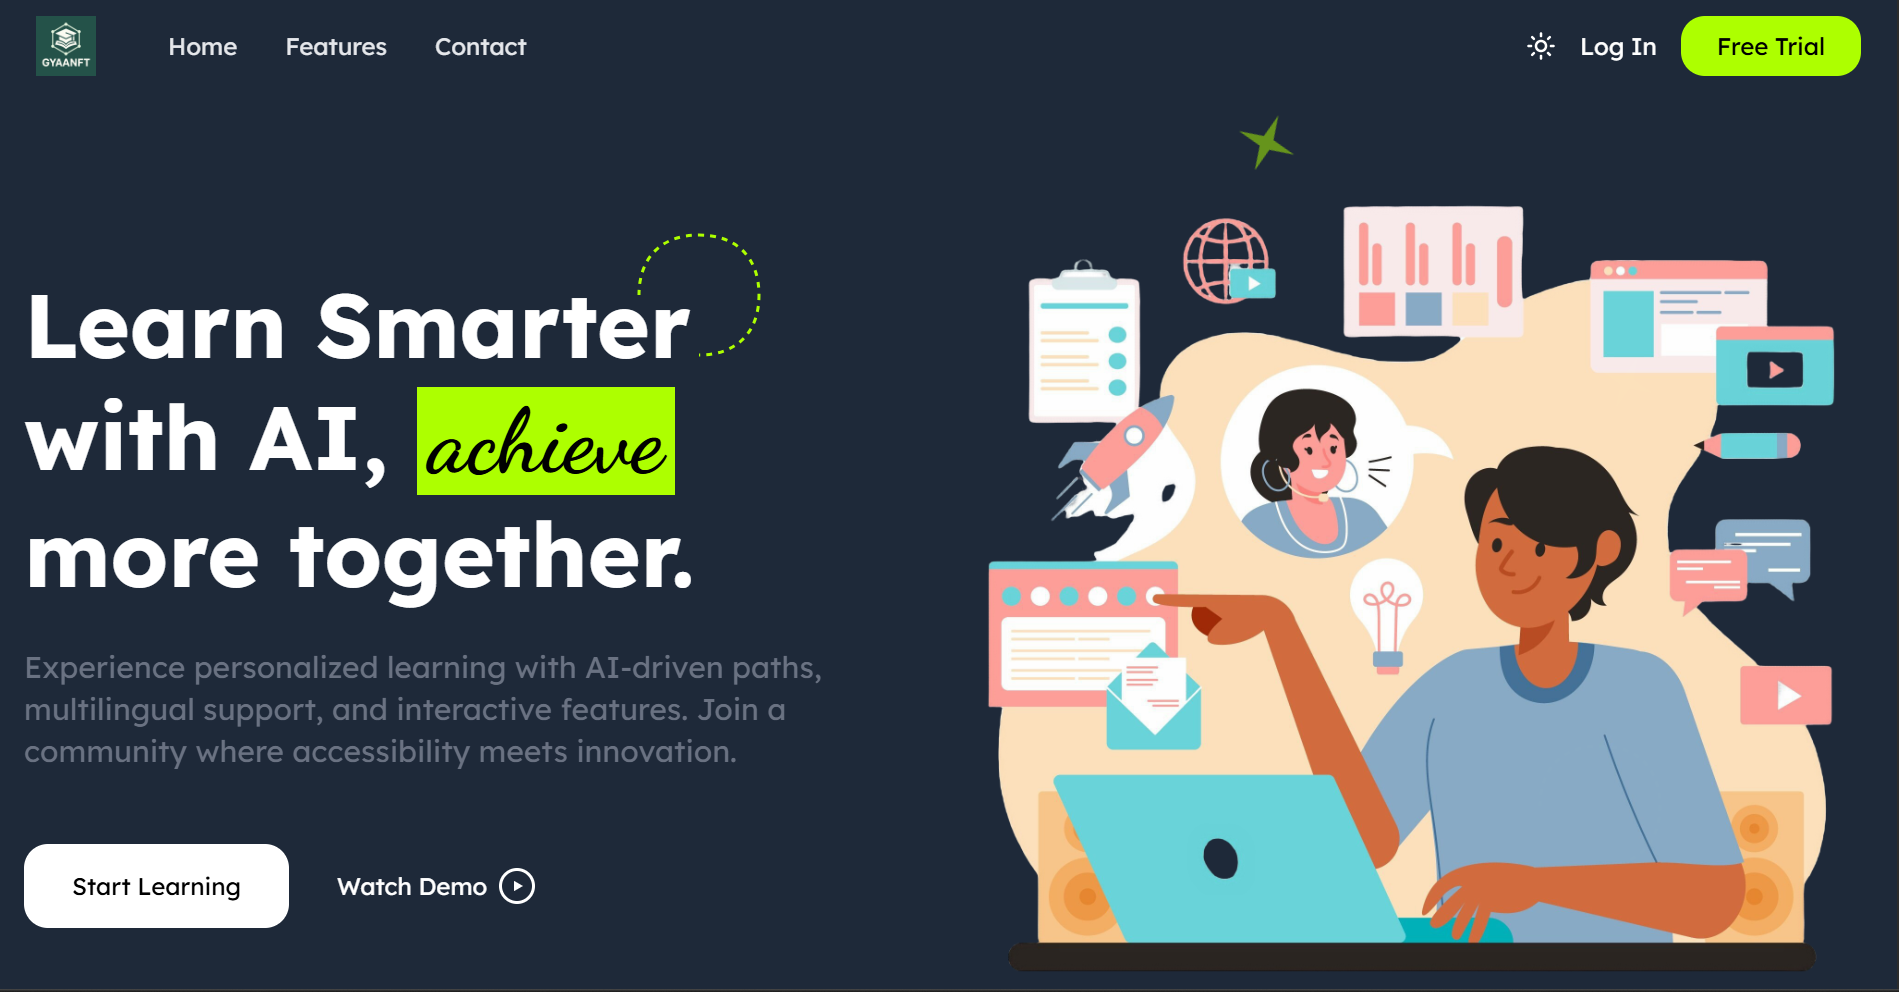 GYAANFT
Home Features Contact
Log In
Free Trial
Learn Smarter
with AI, achieve
more together.
Experience personalized learning with AI-driven paths,
multilingual support, and interactive features. Join a
community where accessibility meets innovation.
Start Learning
Watch Demo